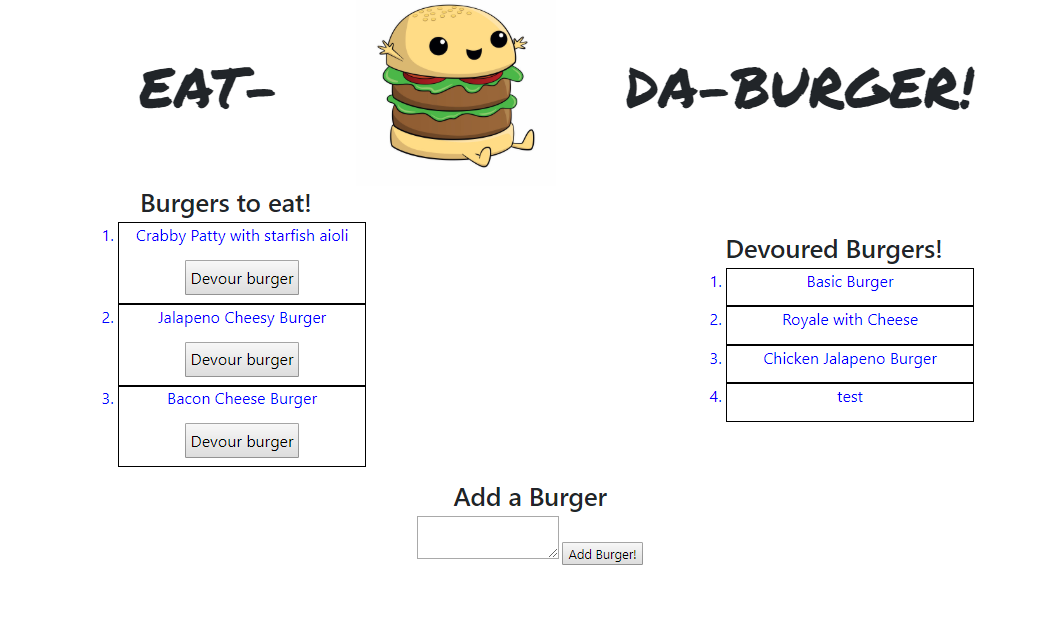 EAT- DA-BURGER!
Burgers to eat!
1. Crabby Patty with starfish aioli
Devour burger
2. Jalapeno Cheesy Burger
Devour burger
3. Bacon Cheese Burger
Devour burger
Devoured Burgers!
1. Basic Burger
2. Royale with Cheese
3. Chicken Jalapeno Burger
4. test
Add a Burger
Add Burger!